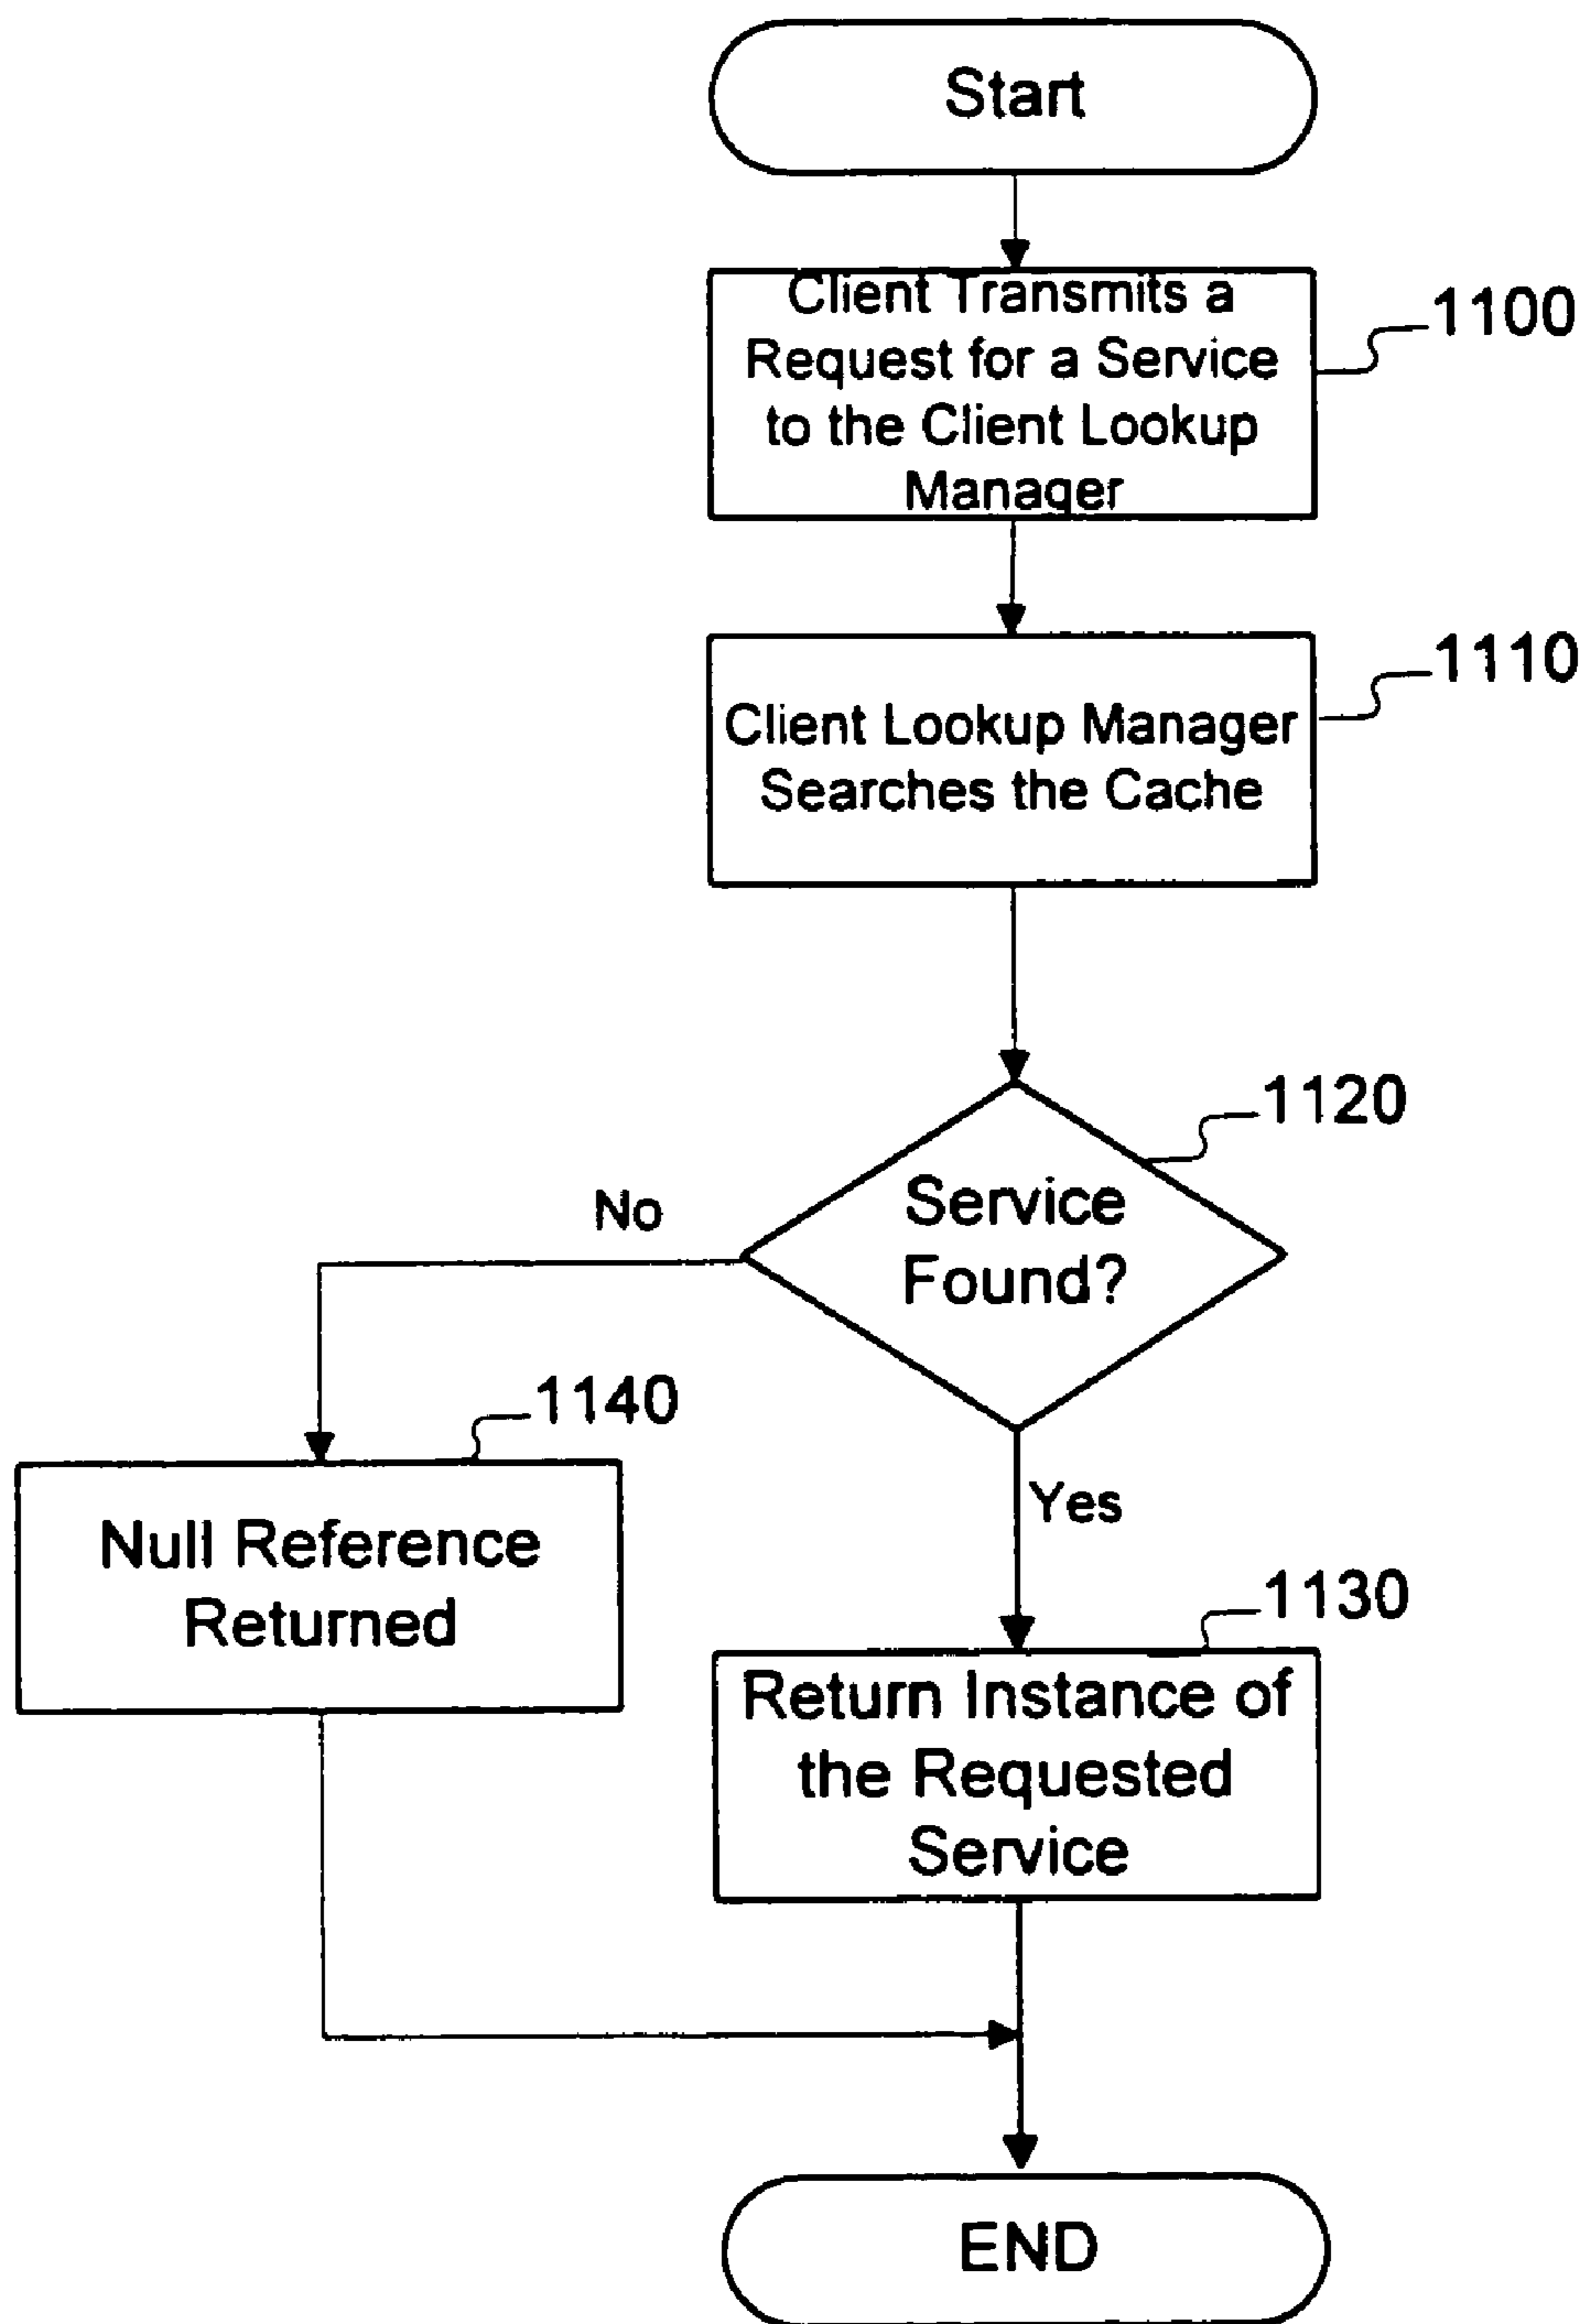 Start
Client Transmits a
Request for a Service
to the Client Lookup
Manager
1100
Client Lookup Manager
Searches the Cache
1110
1120
Service
Found?
No
Yes
1140
Null Reference
Returned
1130
Return Instance of
the Requested
Service
END